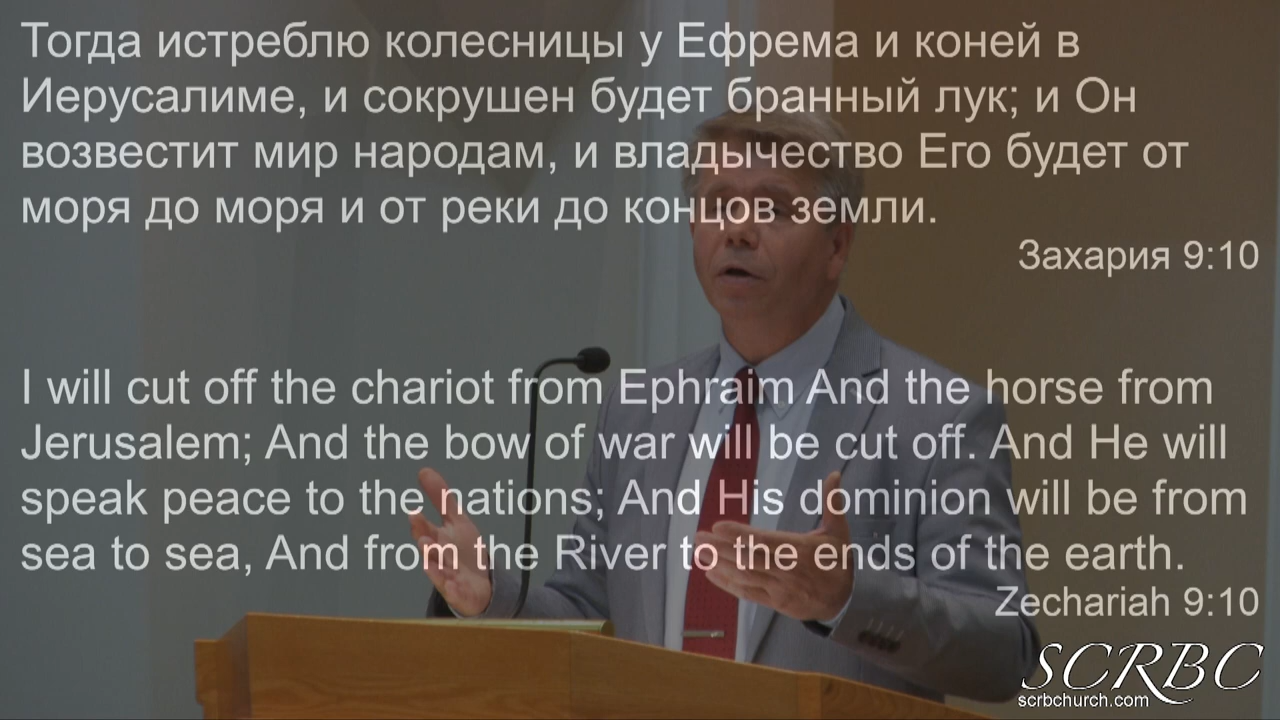 Тогда истреблю колесницы у Ефрема и коней в
Иерусалиме, и сокрушен будет бранный лук; и Он
возвестит мир народам, и владычество Его будет от
моря до моря и от реки до концов земли.
Захария 9:10
I will cut off the chariot from Ephraim And the horse from
Jerusalem; And the bow of war will be cut off. And He will
speak peace to the nations; And His dominion will be from
sea to sea, And from the River to the ends of the earth.
Zechariah 9:10
SCRBC
scrbchurch.com